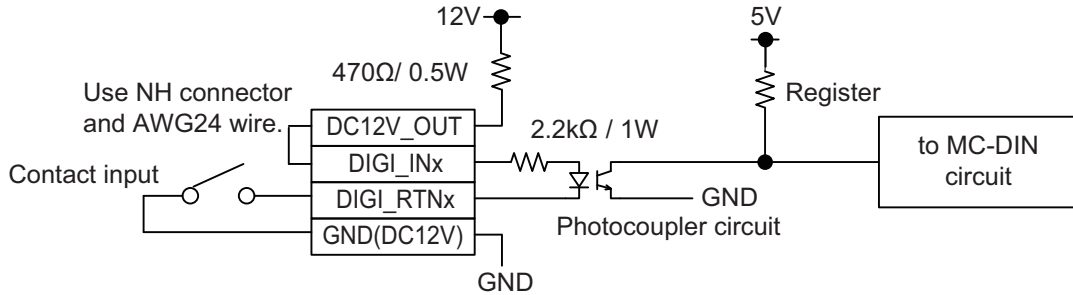 12V
5V
470Ω/ 0.5W
Use NH connector
and AWG24 wire.
Register
DC12V_OUT
2.2kΩ / 1W
to MC-DIN
circuit
DIGI_INx
Contact input
DIGI_RTNx
GND
Photocoupler circuit
GND(DC12V)
GND